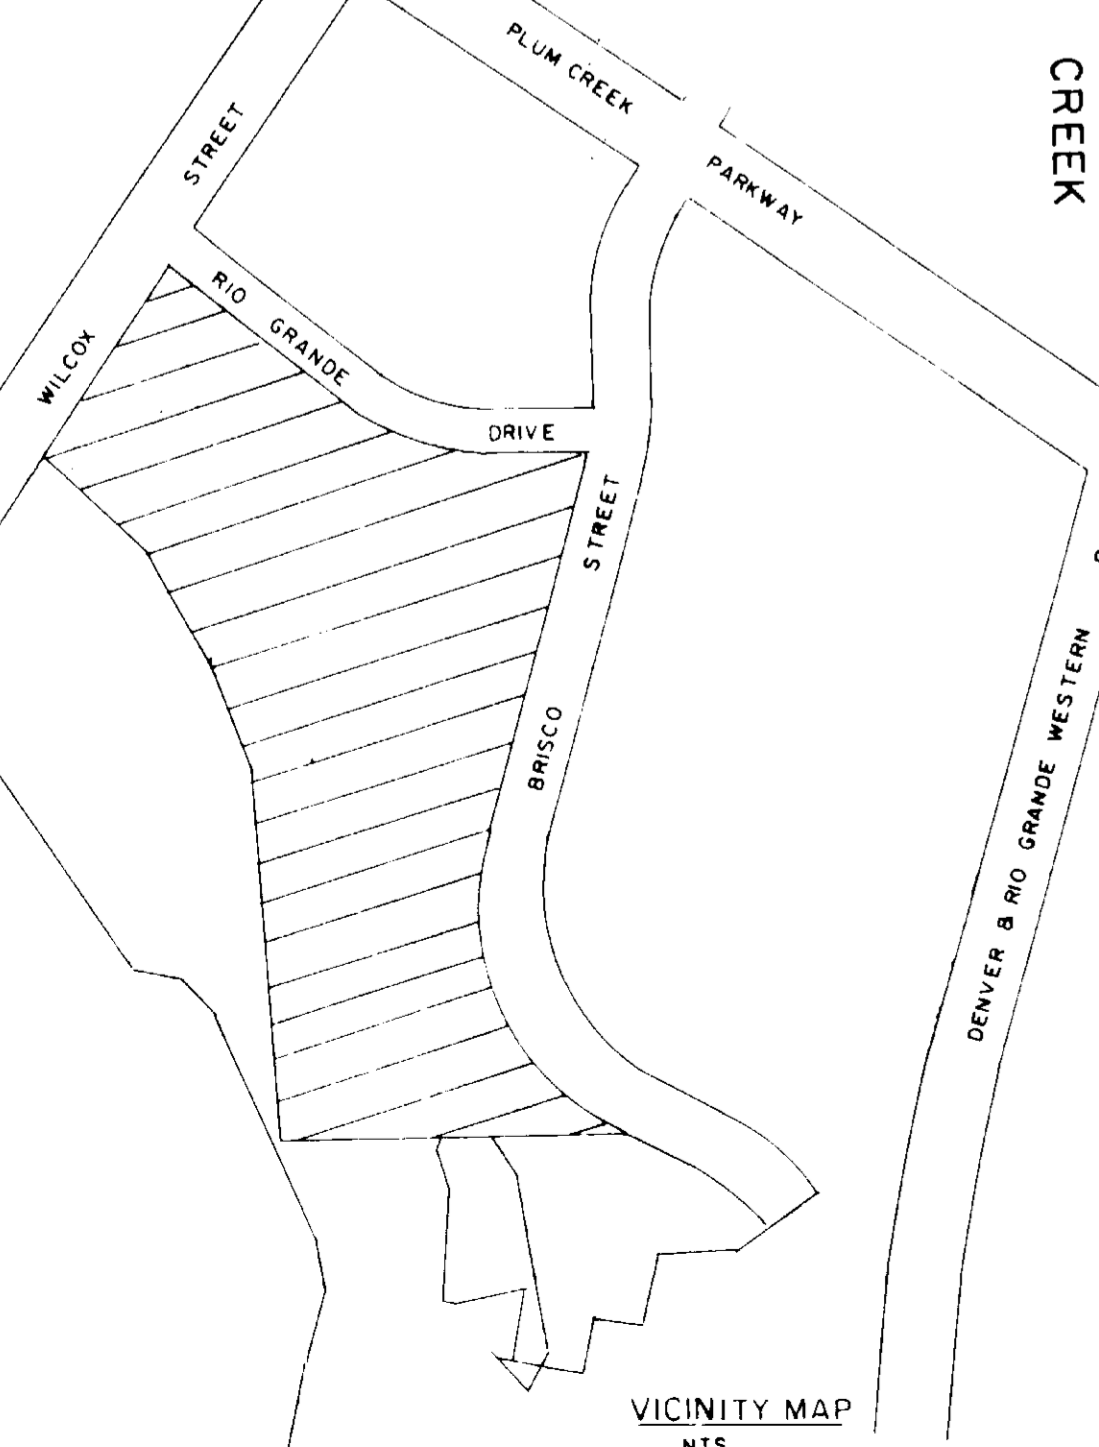 PLUM CREEK PARKWAY
CREEK
WILCOX STREET
RIO GRANDE DRIVE
BRISCO STREET
DENVER & RIO GRANDE WESTERN
VICINITY MAP
NTS